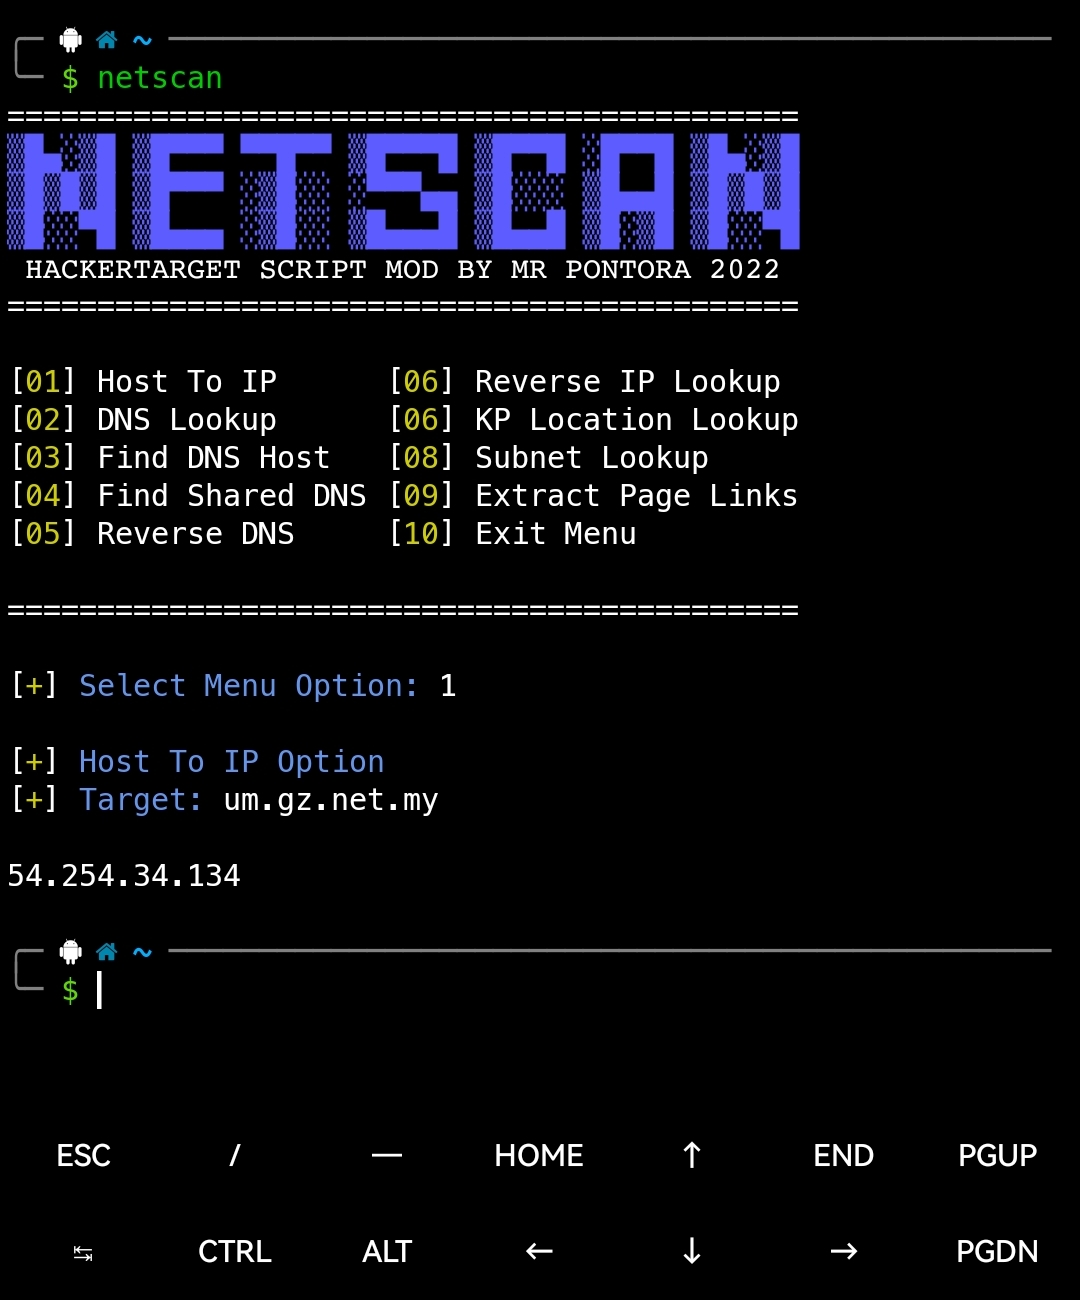 ~
$ netscan
============================================
NETSCAN
HACKERTARGET SCRIPT MOD BY MR PONTORA 2022
============================================
[01] Host To IP [06] Reverse IP Lookup
[02] DNS Lookup [06] KP Location Lookup
[03] Find DNS Host [08] Subnet Lookup
[04] Find Shared DNS [09] Extract Page Links
[05] Reverse DNS [10] Exit Menu
============================================
[+] Select Menu Option: 1
[+] Host To IP Option
[+] Target: um.gz.net.my
54.254.34.134
~
$
ESC / — HOME ↑ END PGUP
↹ CTRL ALT ← ↓ → PGDN